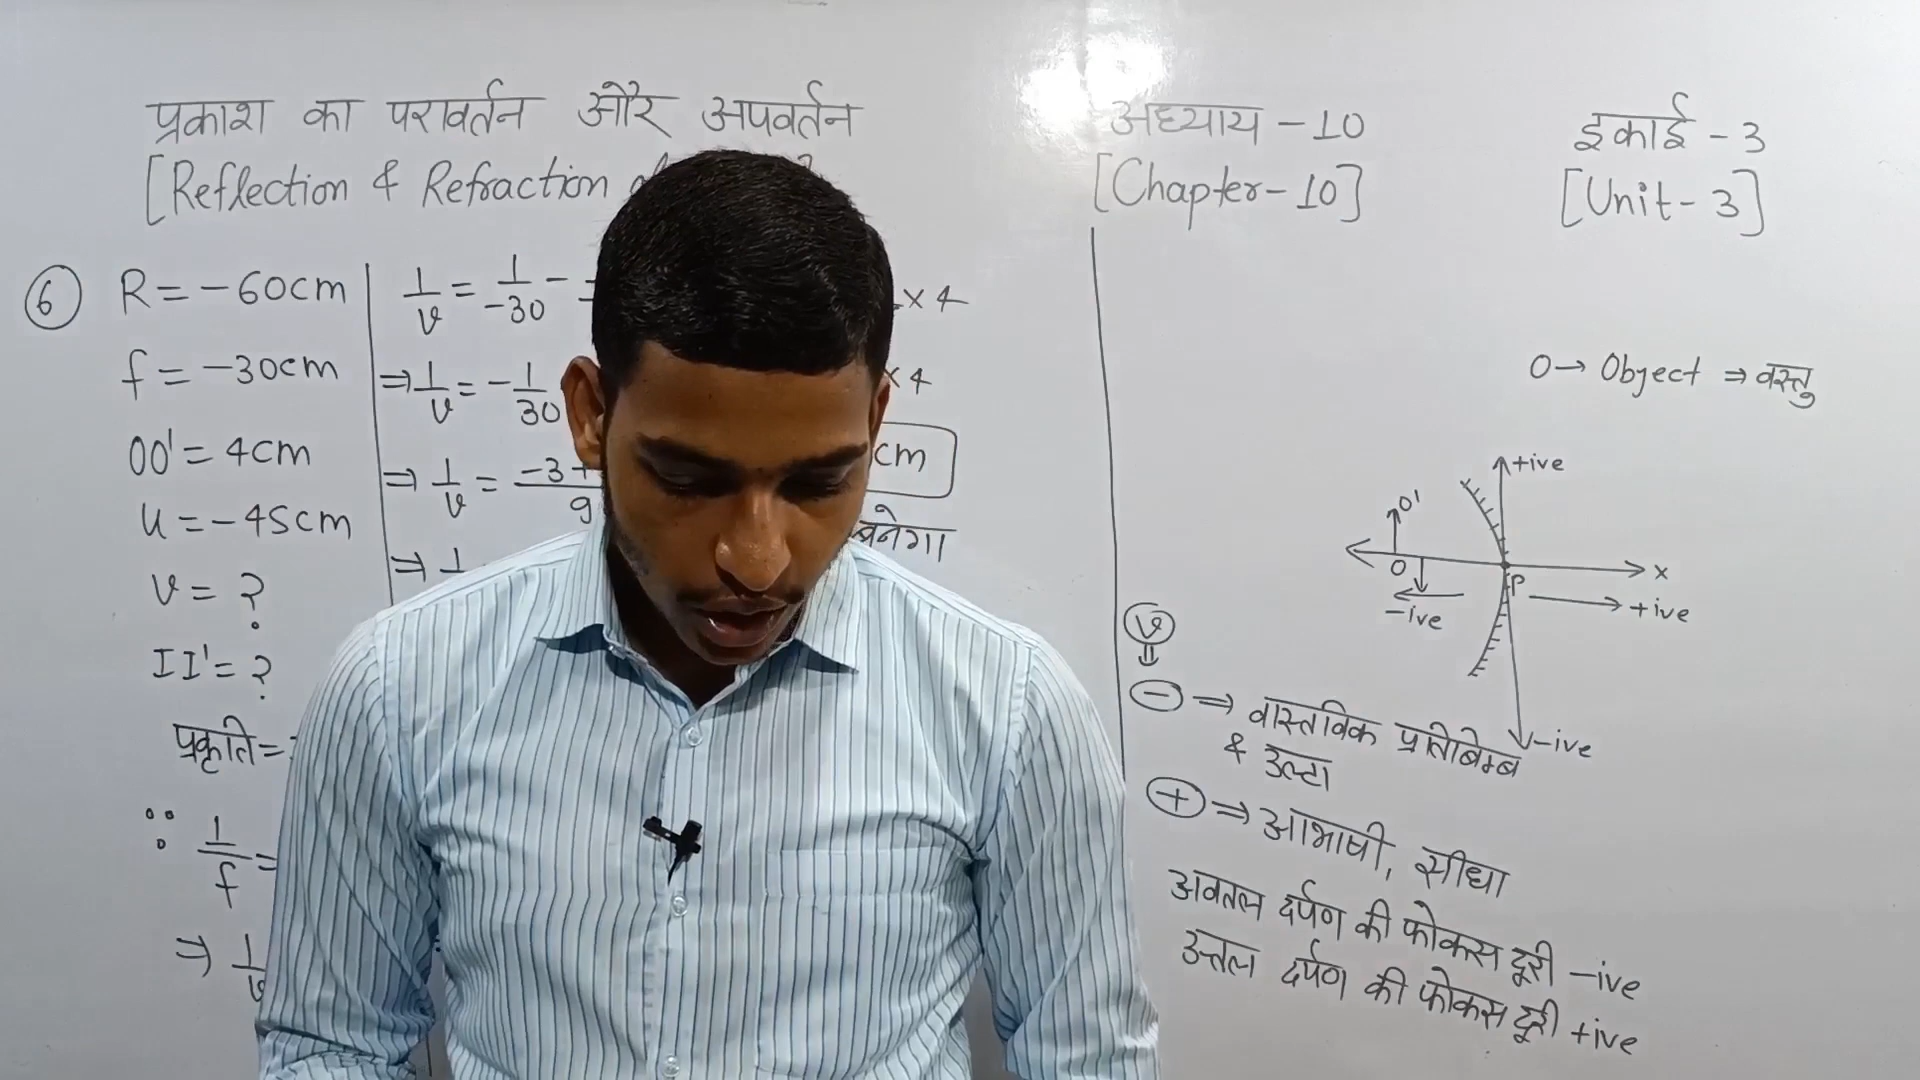 प्रकाश का परावर्तन और अपवर्तन
[Reflection & Refraction
अध्याय - 10
[Chapter-10]
इकाई - 3
[Unit-3]
6
R = -60cm
f = -30cm
OO' = 4cm
u = -45cm
v = ?
II' = ?
प्रकृति =
∵ 1/f =
⇒ 1/v
1/v = 1/-30 -
⇒ 1/v = -1/30
⇒ 1/v = -3+
⇒ 1
× 4
× 4
cm
बनेगा
O → Object ⇒ वस्तु
+ive
O'
O
P
x
-ive
+ive
-ive
v
- ⇒ वास्तविक प्रतिबिम्ब
& उल्टा
+ ⇒ आभाषी, सीधा
अवतल दर्पण की फोकस दूरी -ive
उत्तल दर्पण की फोकस दूरी +ive